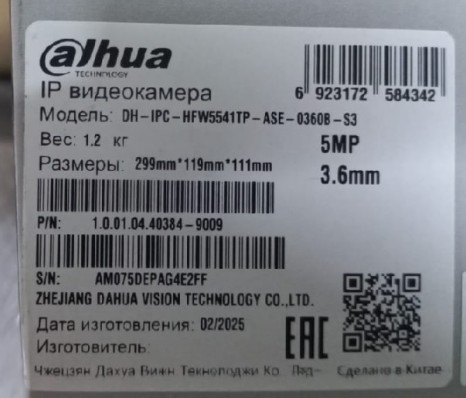 alhua
TECHNOLOGY
IP видеокамера
6 923172 584342
Модель: DH-IPC-HFW5541TP-ASE-0360B-S3
Вес: 1.2 кг
5MP
Размеры: 299mm*119mm*111mm
3.6mm
P/N: 1.0.01.04.40384-9009
S/N: AM075DEPAG4E2FF
ZHEJIANG DAHUA VISION TECHNOLOGY CO.,LTD.
Дата изготовления: 02/2025
EAC
Изготовитель:
Чжецзян Дахуа Вижн Текнолоджи Ко. Лтд- Сделано в Китае